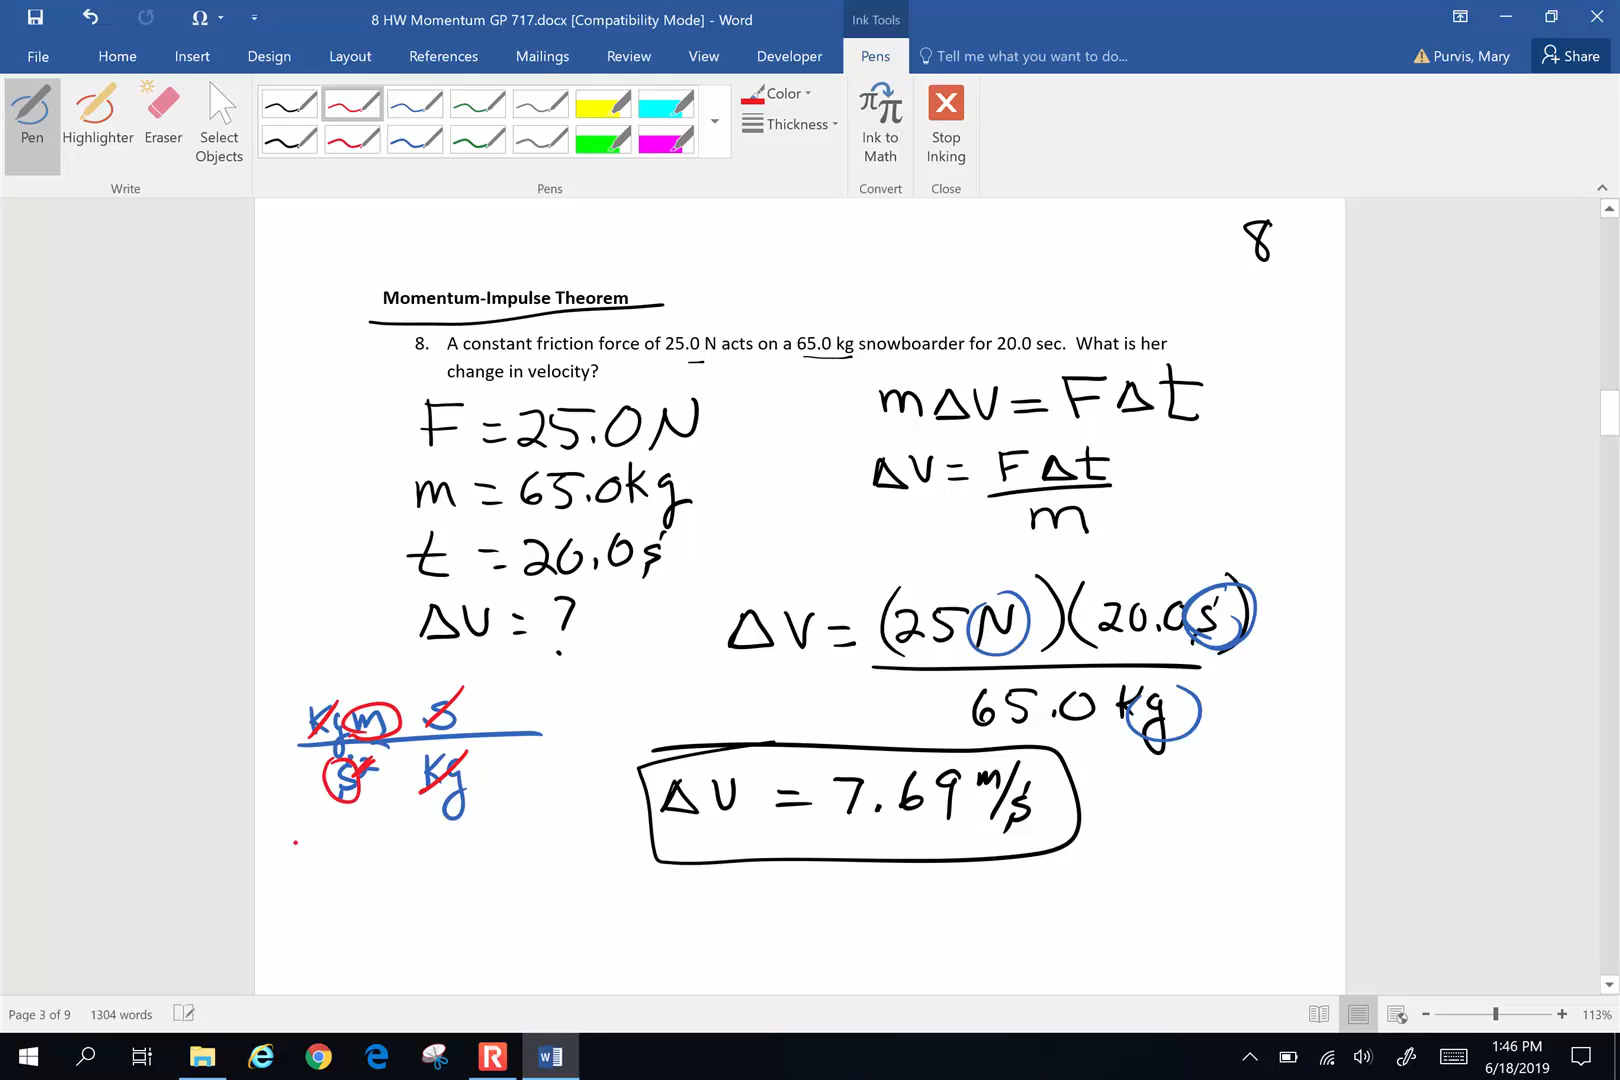 8 HW Momentum GP 717.docx [Compatibility Mode] - Word
Ink Tools
File Home Insert Design Layout References Mailings Review View Developer Pens Tell me what you want to do... Purvis, Mary Share
Pen Highlighter Eraser Select Objects
Color
Thickness
Ink to Math
Stop Inking
Write Pens Convert Close
8
Momentum-Impulse Theorem
8. A constant friction force of 25.0 N acts on a 65.0 kg snowboarder for 20.0 sec. What is her
change in velocity?
F = 25.0 N
m = 65.0 kg
t = 20.0 s
ΔV = ?
mΔV = FΔt
ΔV = FΔt
m
ΔV = (25 N)(20.0 s)
65.0 kg
kg m s
s² kg
ΔV = 7.69 m/s
Page 3 of 9 1304 words 113%
1:46 PM
6/18/2019